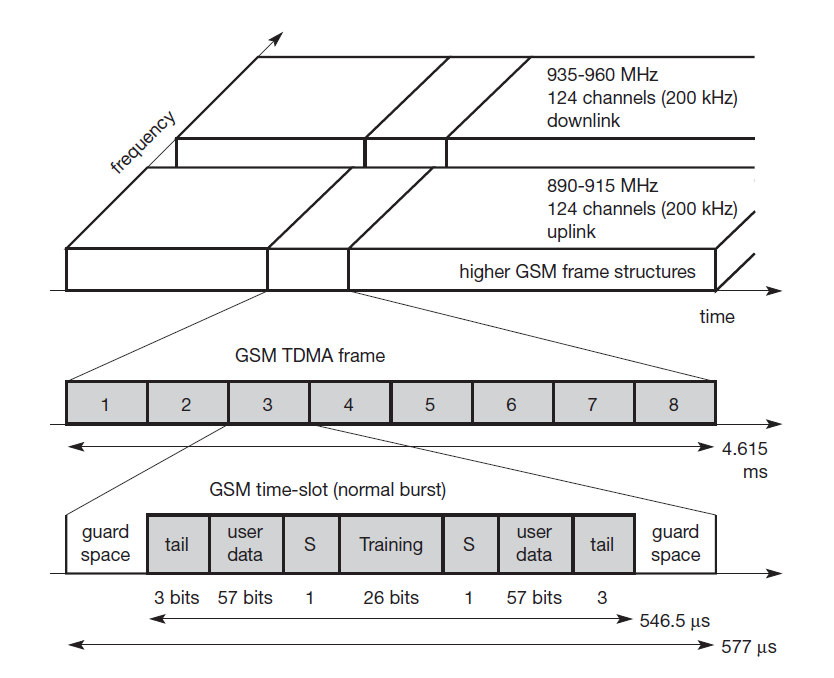 935-960 MHz
124 channels (200 kHz)
downlink
frequency
890-915 MHz
124 channels (200 kHz)
uplink
higher GSM frame structures
time
GSM TDMA frame
1 2 3 4 5 6 7 8
4.615
ms
GSM time-slot (normal burst)
guard
space
tail
user
data
S
Training
S
user
data
tail
guard
space
3 bits 57 bits 1 26 bits 1 57 bits 3
546.5 µs
577 µs